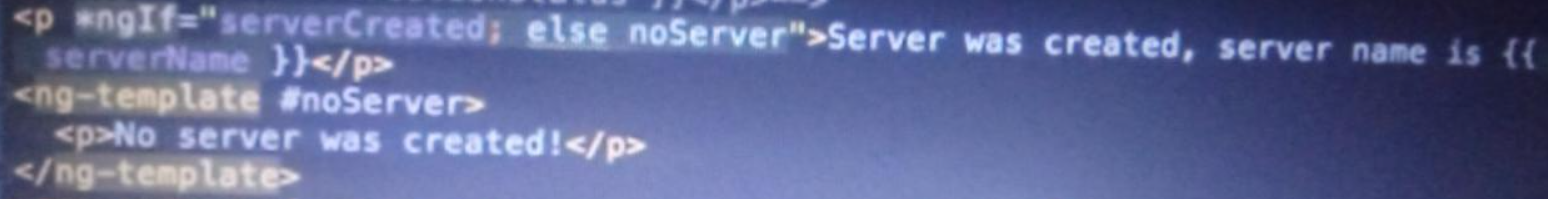 <p *ngIf="serverCreated; else noServer">Server was created, server name is {{
serverName }}</p>
<ng-template #noServer>
<p>No server was created!</p>
</ng-template>